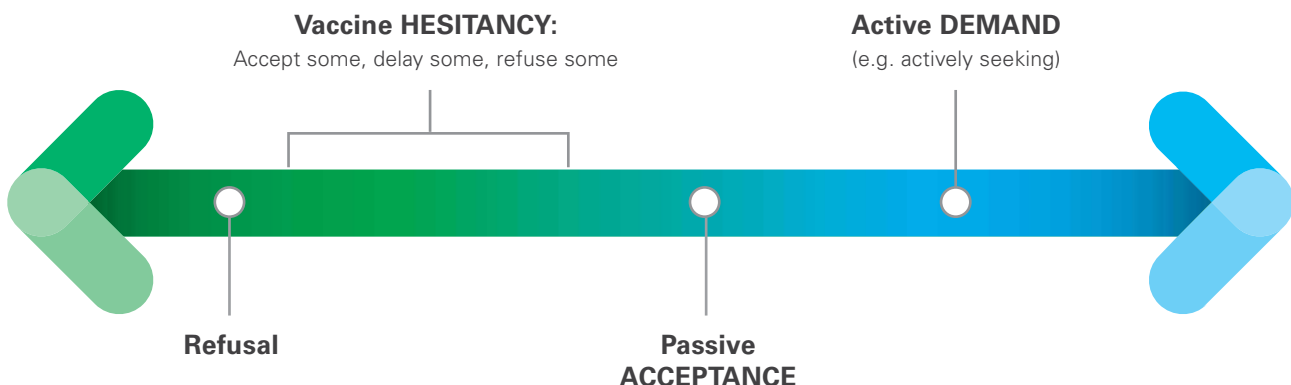 Vaccine HESITANCY:
Accept some, delay some, refuse some
Active DEMAND
(e.g. actively seeking)
Refusal
Passive
ACCEPTANCE